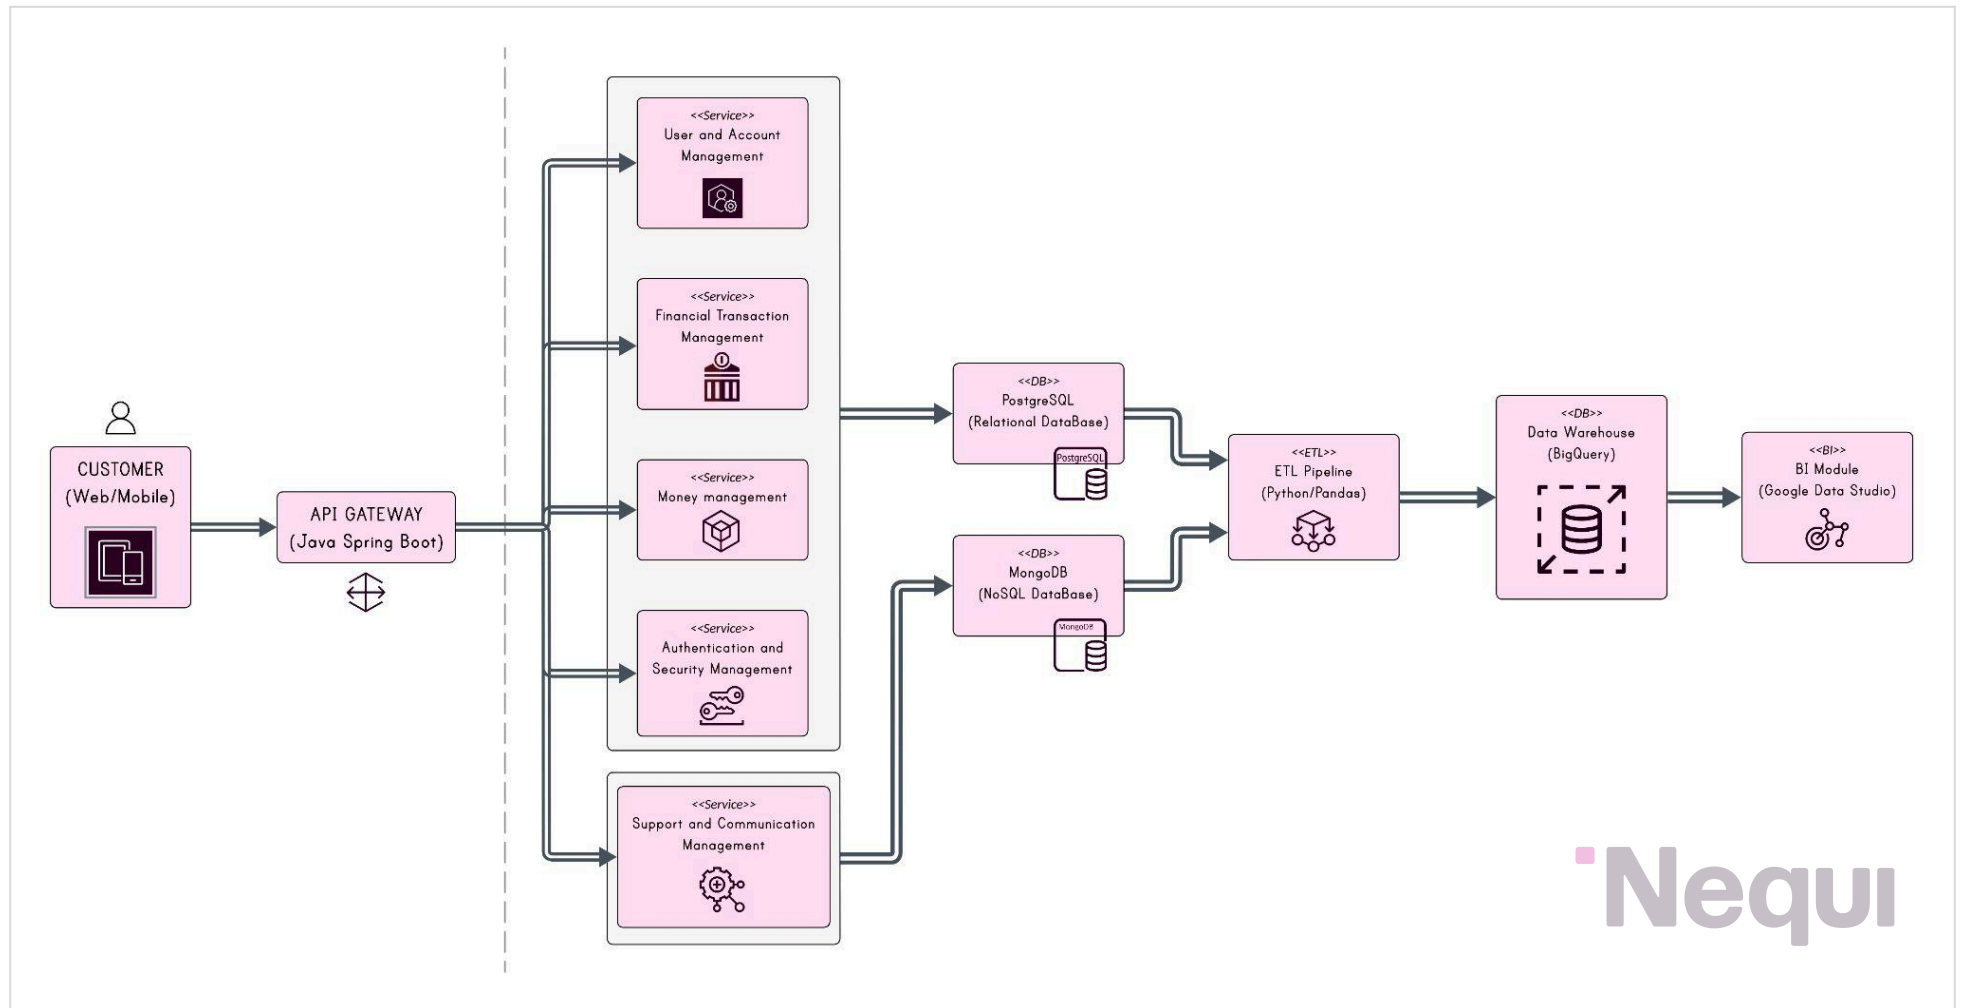 CUSTOMER
(Web/Mobile)
API GATEWAY
(Java Spring Boot)
<<Service>>
User and Account
Management
<<Service>>
Financial Transaction
Management
<<Service>>
Money management
<<Service>>
Authentication and
Security Management
<<Service>>
Support and Communication
Management
<<DB>>
PostgreSQL
(Relational DataBase)
PostgreSQL
<<DB>>
MongoDB
(NoSQL DataBase)
MongoDB
<<ETL>>
ETL Pipeline
(Python/Pandas)
<<DB>>
Data Warehouse
(BigQuery)
<<BI>>
BI Module
(Google Data Studio)
Nequi